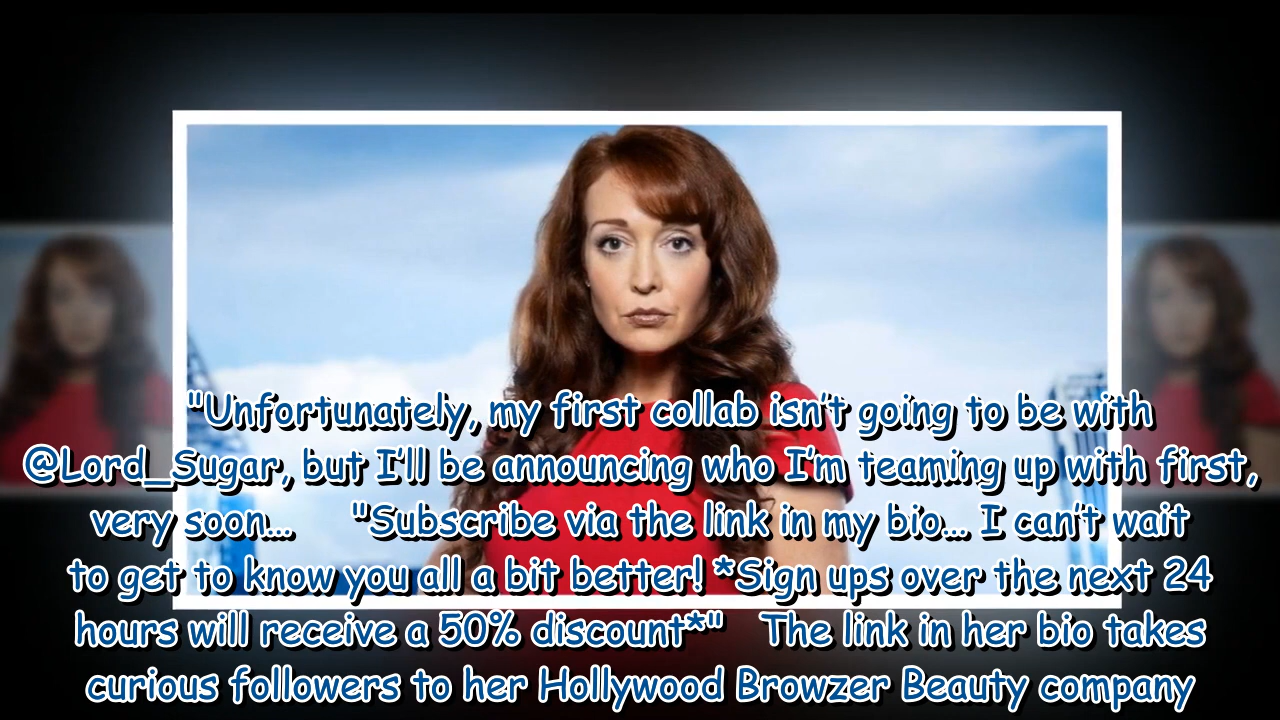 "Unfortunately, my first collab isn't going to be with
@Lord_Sugar, but I'll be announcing who I'm teaming up with first,
very soon... "Subscribe via the link in my bio... I can't wait
to get to know you all a bit better! *Sign ups over the next 24
hours will receive a 50% discount*" The link in her bio takes
curious followers to her Hollywood Browzer Beauty company